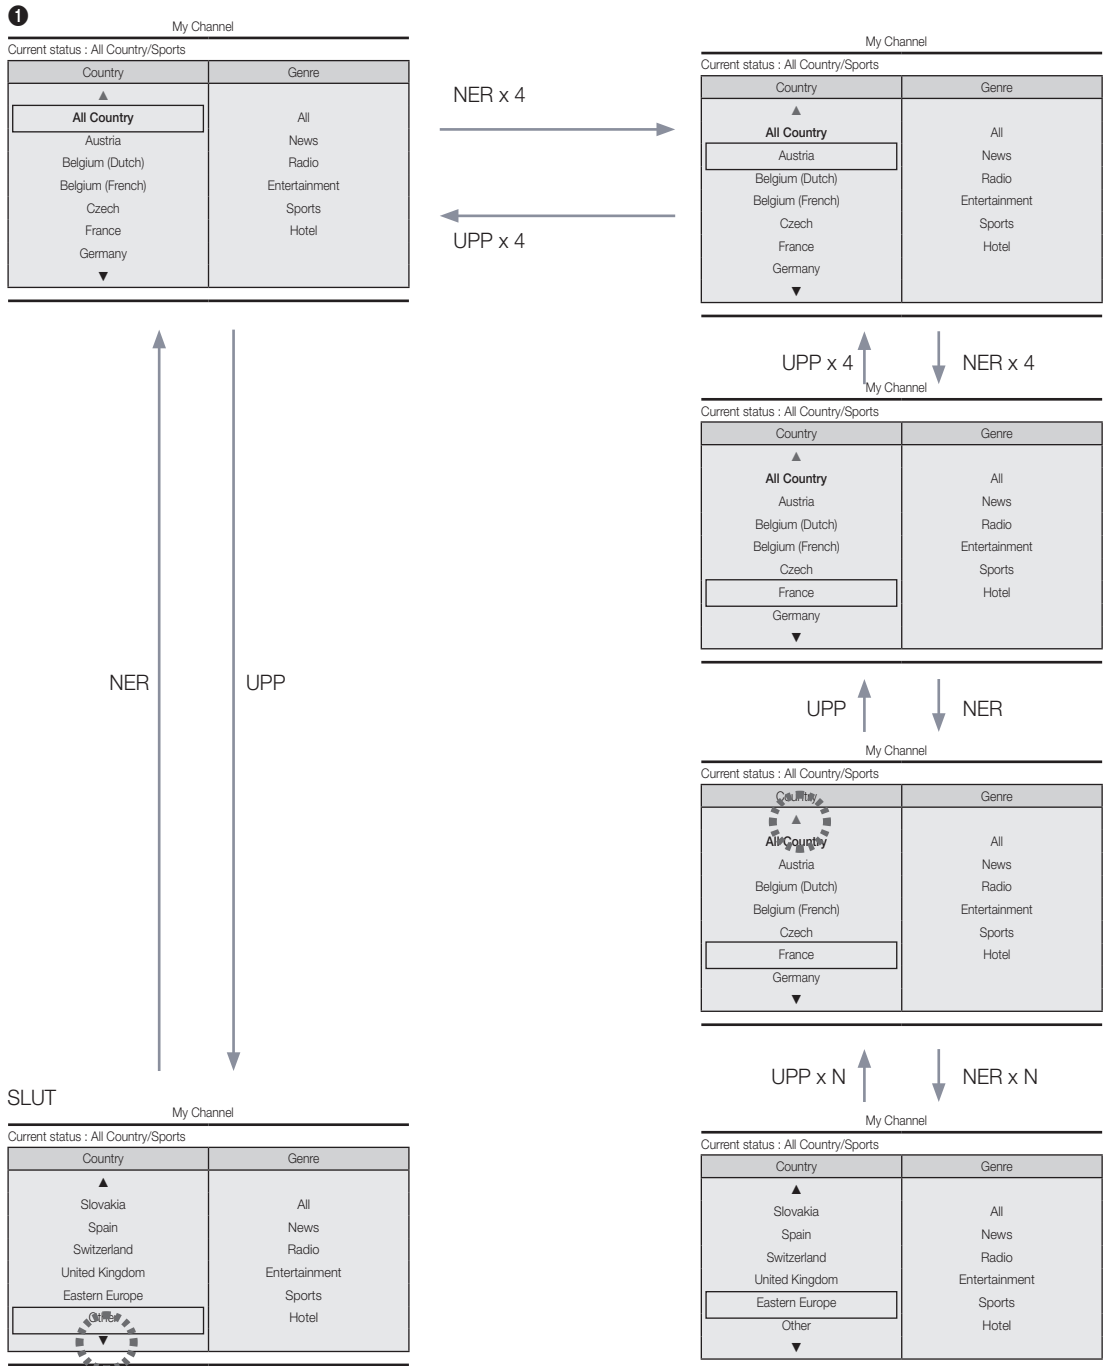 ❶
My Channel
Current status : All Country/Sports
Country Genre
▲
All Country All
Austria News
Belgium (Dutch) Radio
Belgium (French) Entertainment
Czech Sports
France Hotel
Germany
▼
NER x 4
UPP x 4
My Channel
Current status : All Country/Sports
Country Genre
▲
All Country All
Austria News
Belgium (Dutch) Radio
Belgium (French) Entertainment
Czech Sports
France Hotel
Germany
▼
UPP x 4 NER x 4
My Channel
Current status : All Country/Sports
Country Genre
▲
All Country All
Austria News
Belgium (Dutch) Radio
Belgium (French) Entertainment
Czech Sports
France Hotel
Germany
▼
NER UPP
UPP NER
My Channel
Current status : All Country/Sports
Country Genre
▲
All Country All
Austria News
Belgium (Dutch) Radio
Belgium (French) Entertainment
Czech Sports
France Hotel
Germany
▼
UPP x N NER x N
SLUT
My Channel
Current status : All Country/Sports
Country Genre
▲
Slovakia All
Spain News
Switzerland Radio
United Kingdom Entertainment
Eastern Europe Sports
Other Hotel
▼
My Channel
Current status : All Country/Sports
Country Genre
▲
Slovakia All
Spain News
Switzerland Radio
United Kingdom Entertainment
Eastern Europe Sports
Other Hotel
▼